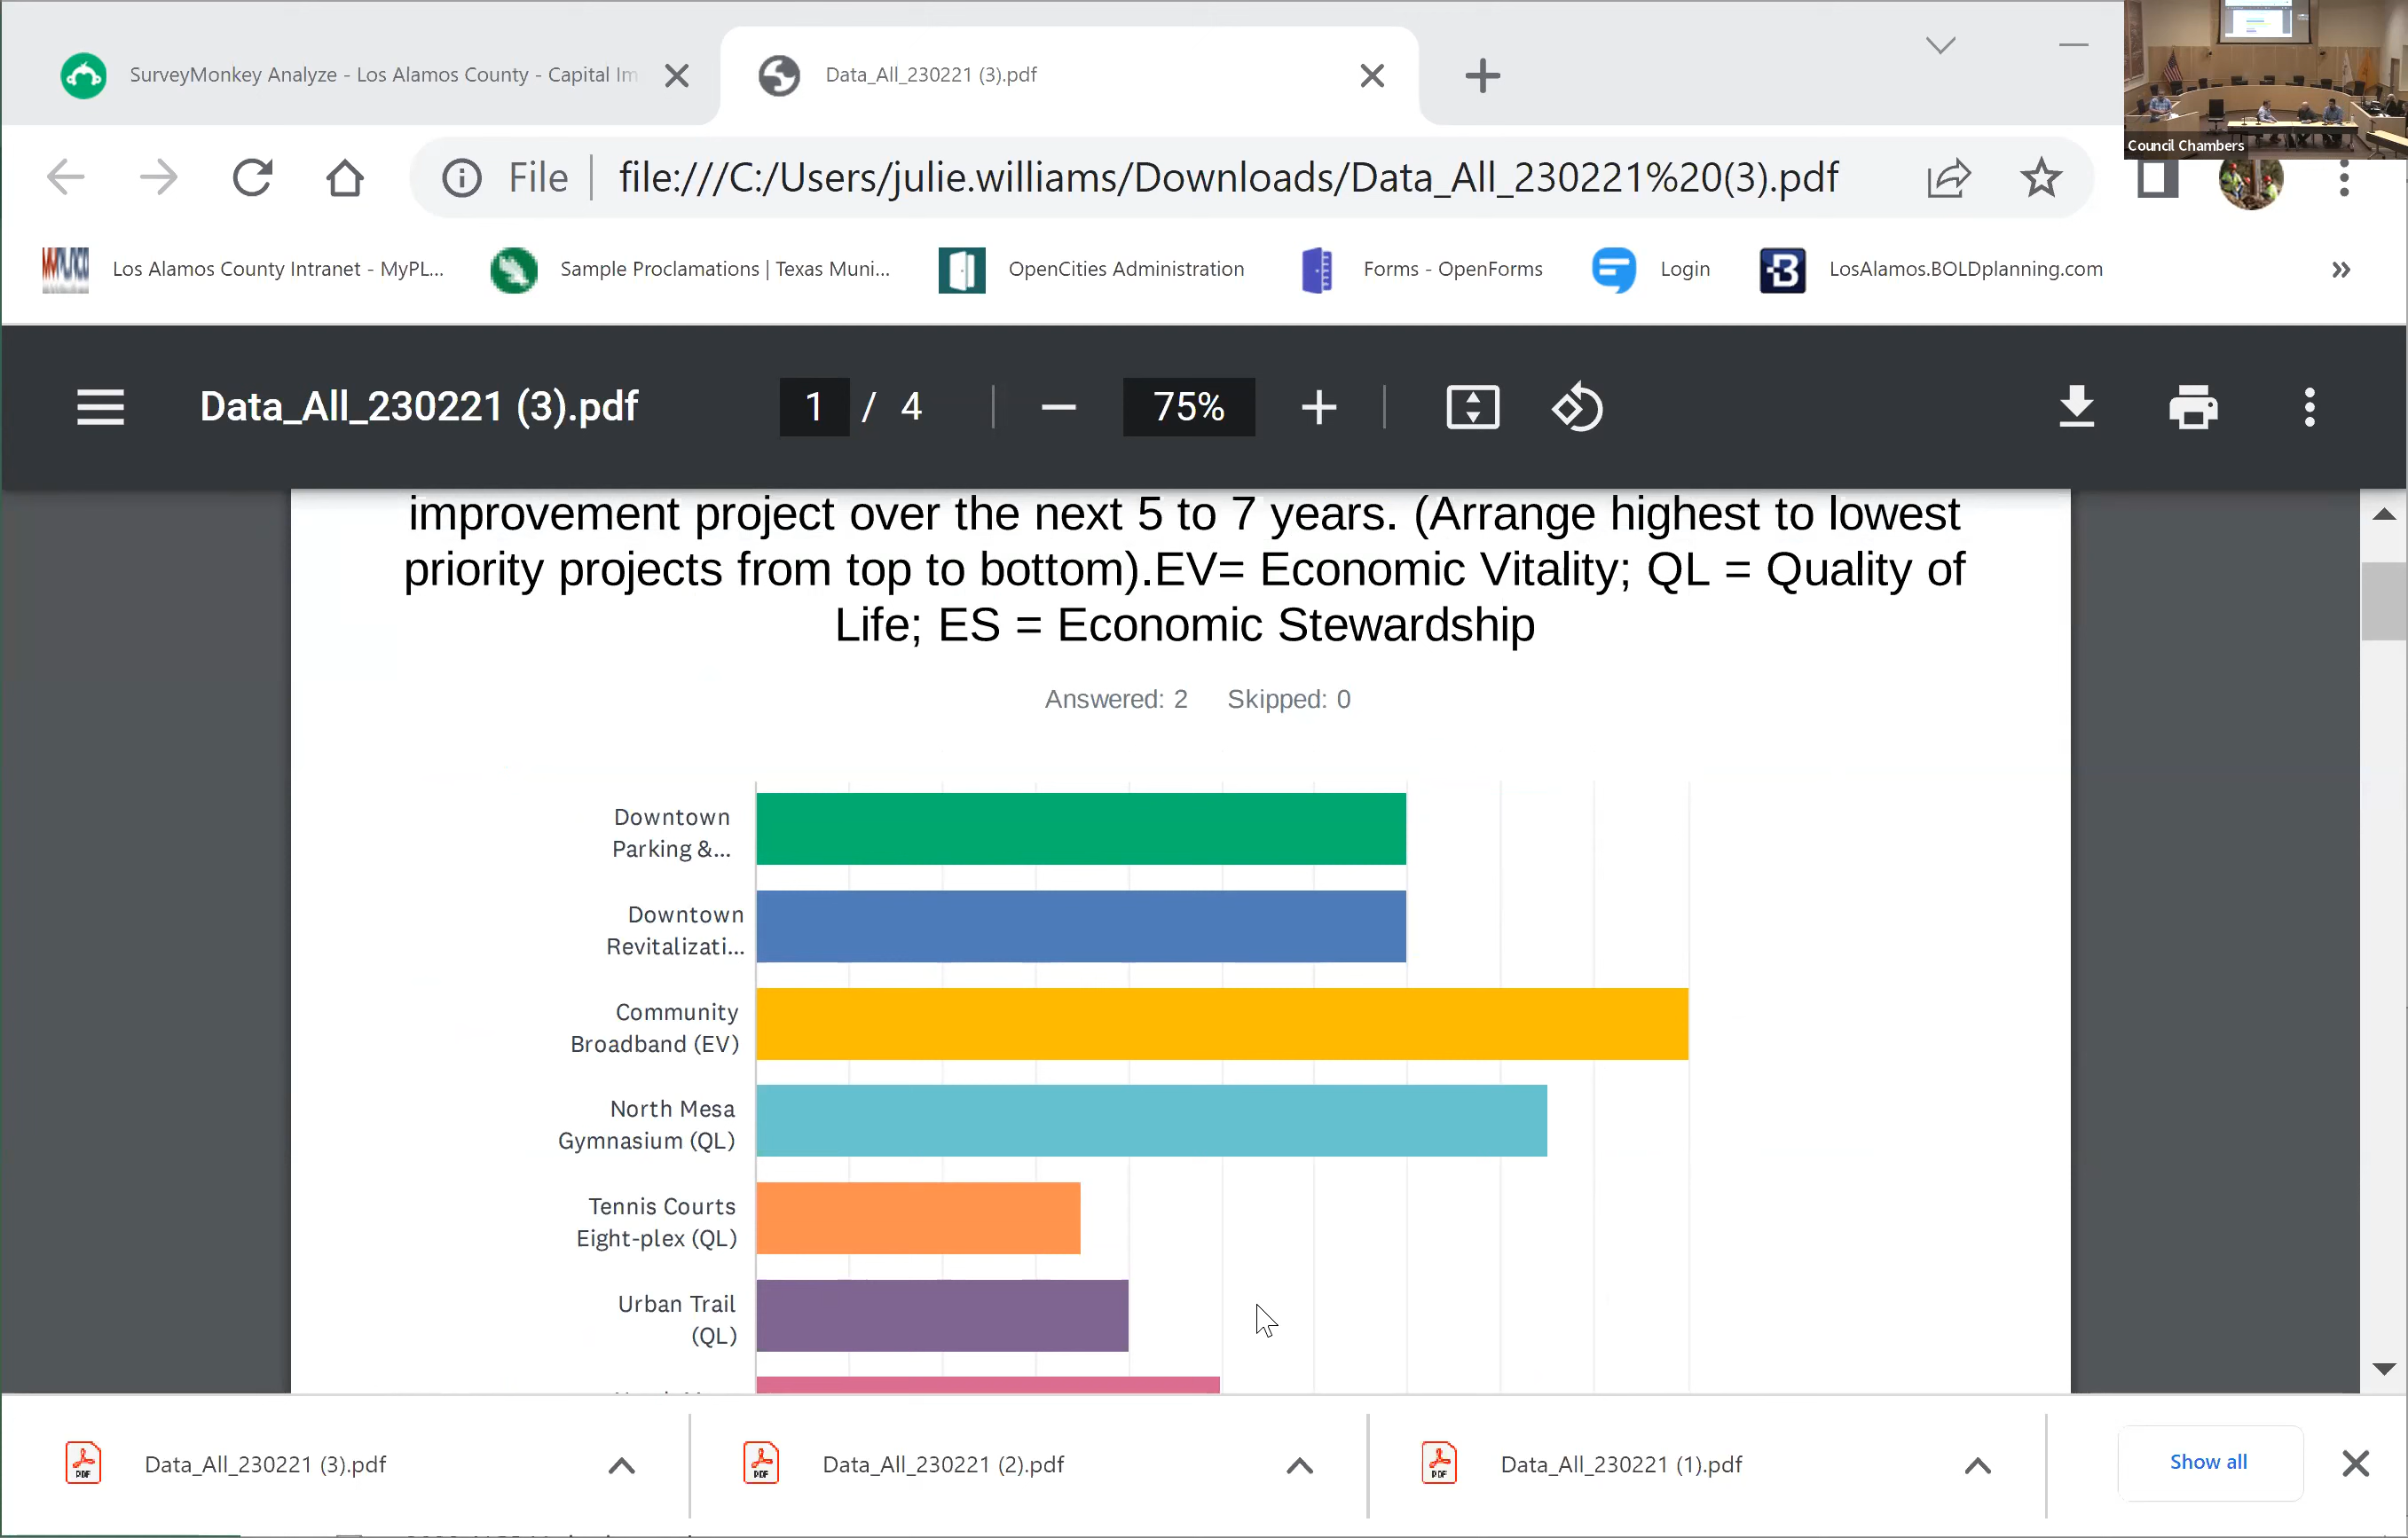 SurveyMonkey Analyze - Los Alamos County - Capital Im
Data_All_230221 (3).pdf
Council Chambers
File
file:///C:/Users/julie.williams/Downloads/Data_All_230221%20(3).pdf
Los Alamos County Intranet - MyPL...
Sample Proclamations | Texas Muni...
OpenCities Administration
Forms - OpenForms
Login
LosAlamos.BOLDplanning.com
Data_All_230221 (3).pdf
1 / 4
75%
improvement project over the next 5 to 7 years. (Arrange highest to lowest
priority projects from top to bottom).EV= Economic Vitality; QL = Quality of
Life; ES = Economic Stewardship
Answered: 2 Skipped: 0
Downtown
Parking &...
Downtown
Revitalizati...
Community
Broadband (EV)
North Mesa
Gymnasium (QL)
Tennis Courts
Eight-plex (QL)
Urban Trail
(QL)
Data_All_230221 (3).pdf
Data_All_230221 (2).pdf
Data_All_230221 (1).pdf
Show all